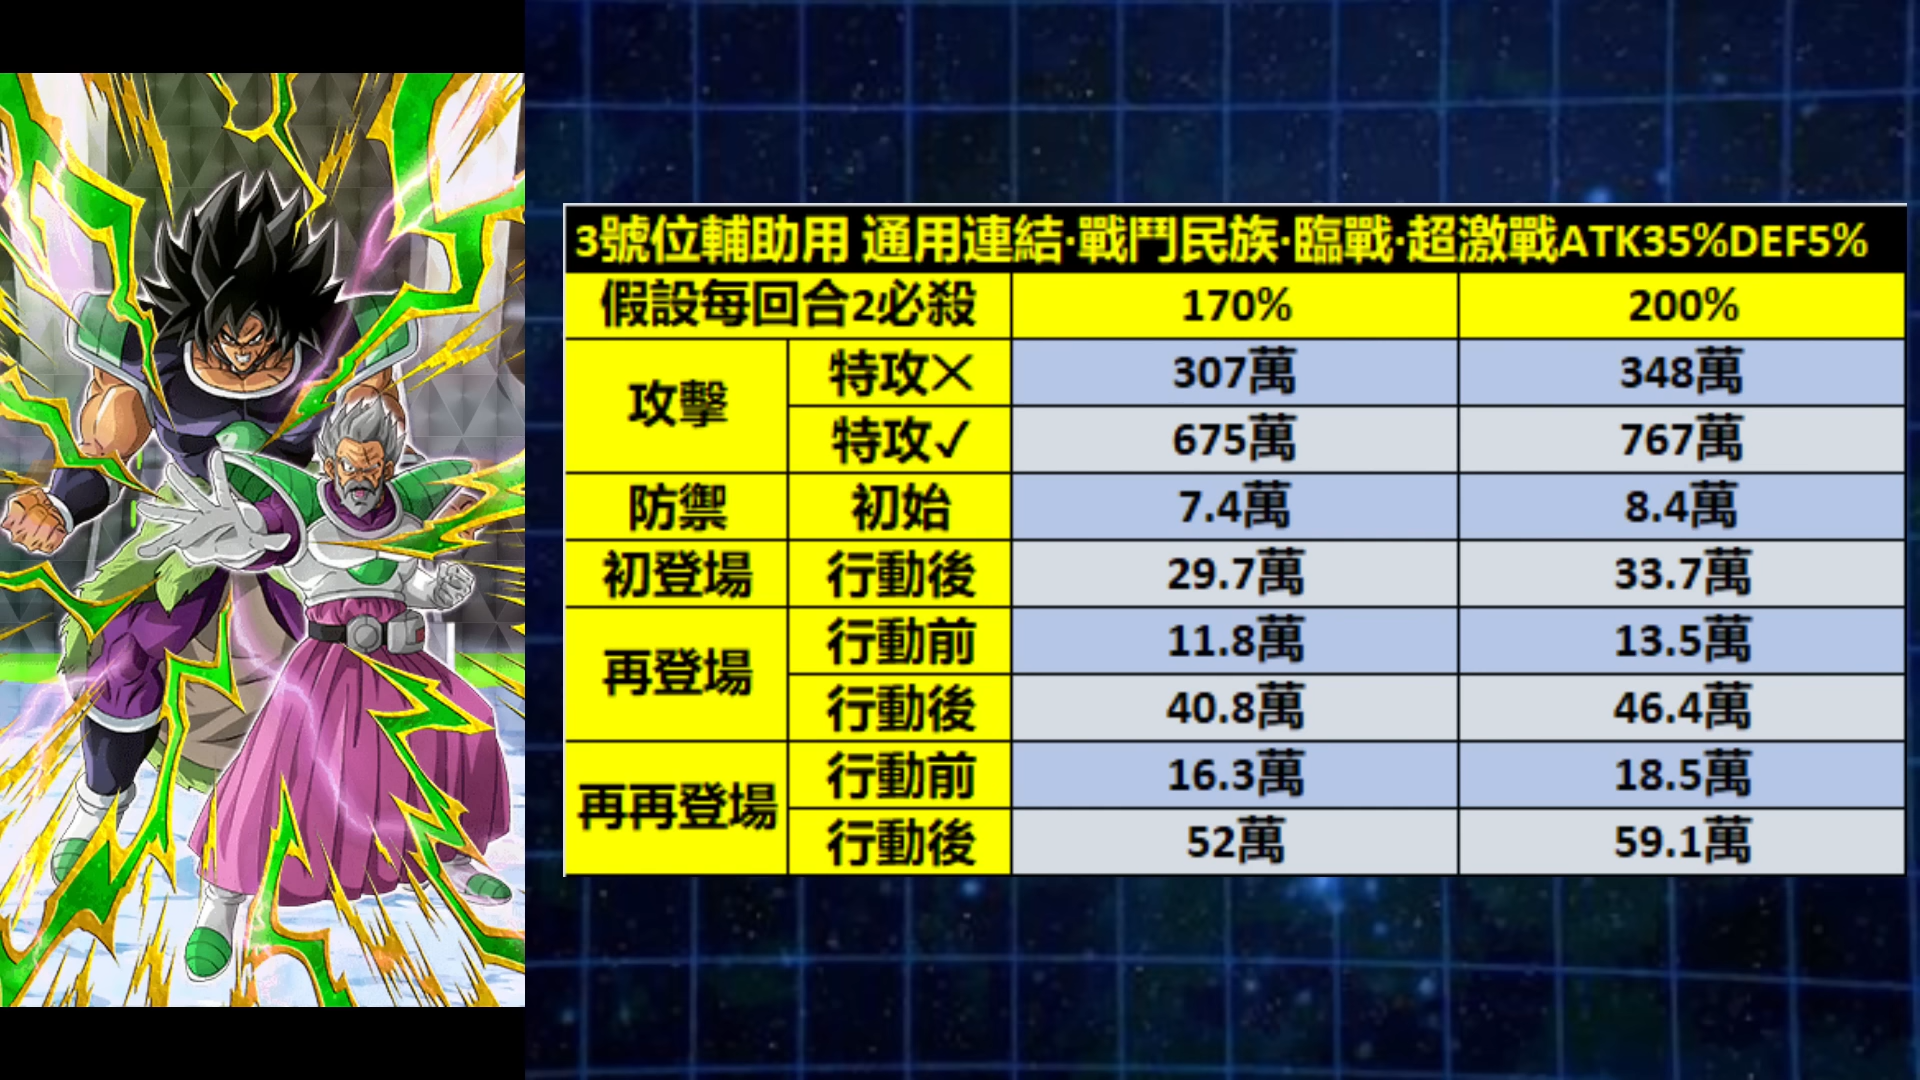 3號位輔助用 通用連結·戰鬥民族·臨戰·超激戰ATK35%DEF5%
假設每回合2必殺 170% 200%
攻擊 特攻✕ 307萬 348萬
特攻✓ 675萬 767萬
防禦 初始 7.4萬 8.4萬
初登場 行動後 29.7萬 33.7萬
再登場 行動前 11.8萬 13.5萬
行動後 40.8萬 46.4萬
再再登場 行動前 16.3萬 18.5萬
行動後 52萬 59.1萬